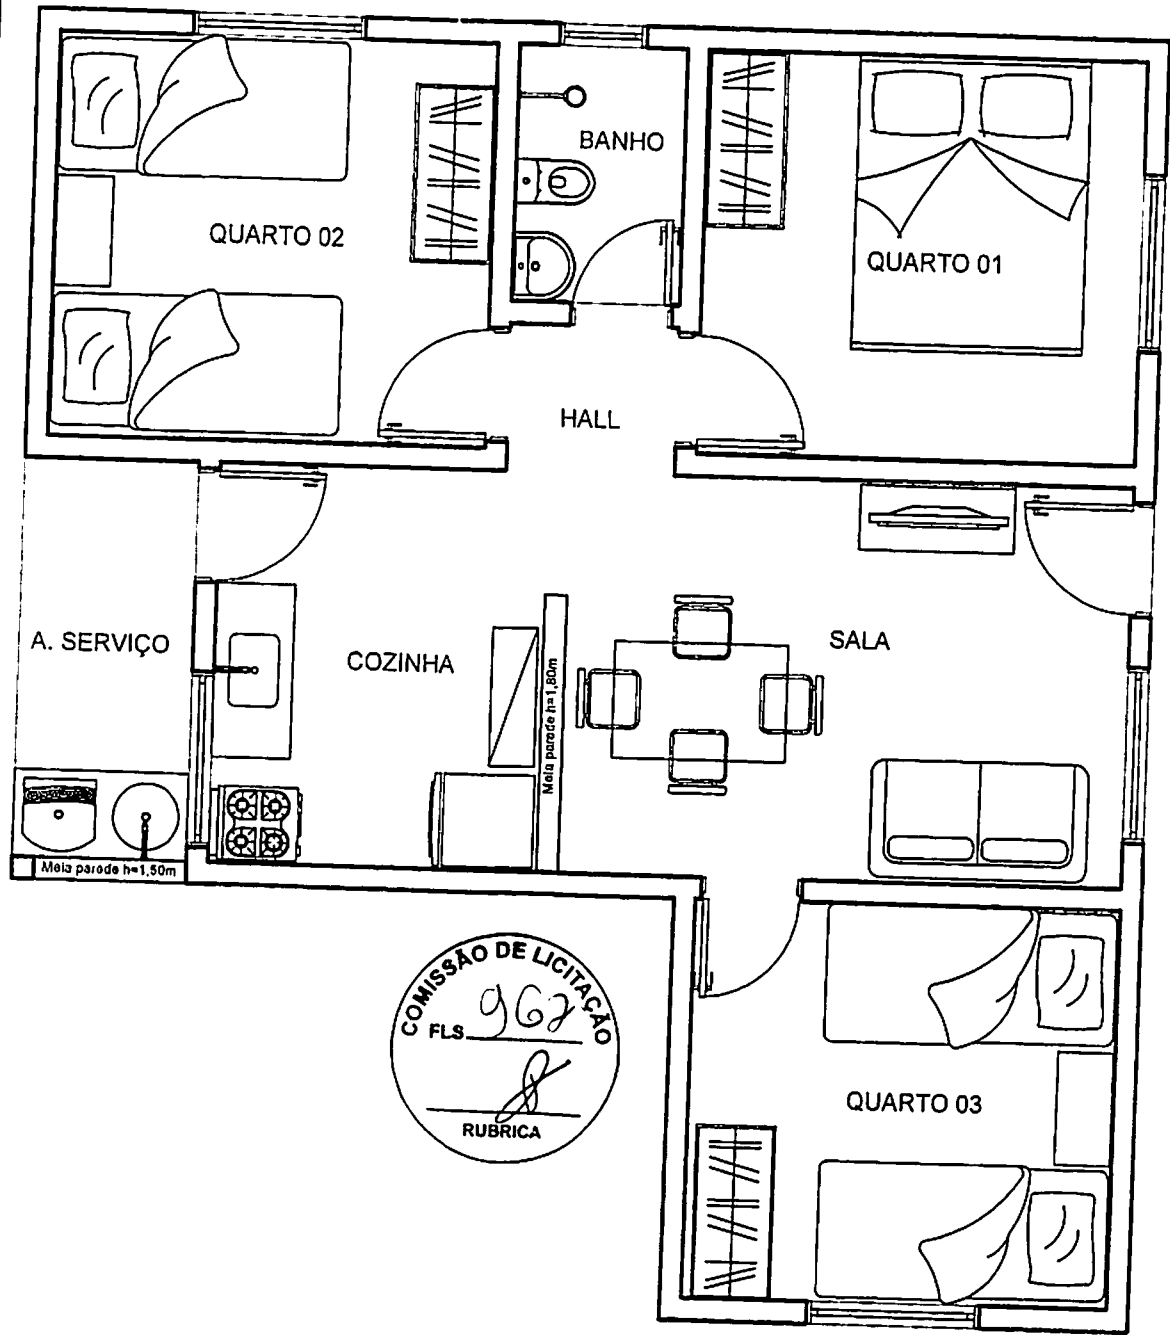 BANHO
QUARTO 02
QUARTO 01
HALL
A. SERVIÇO
COZINHA
SALA
Meia parede h=1,80m
Meia parede h=1,50m
COMISSÃO DE LICITAÇÃO
FLS 967
RUBRICA
QUARTO 03